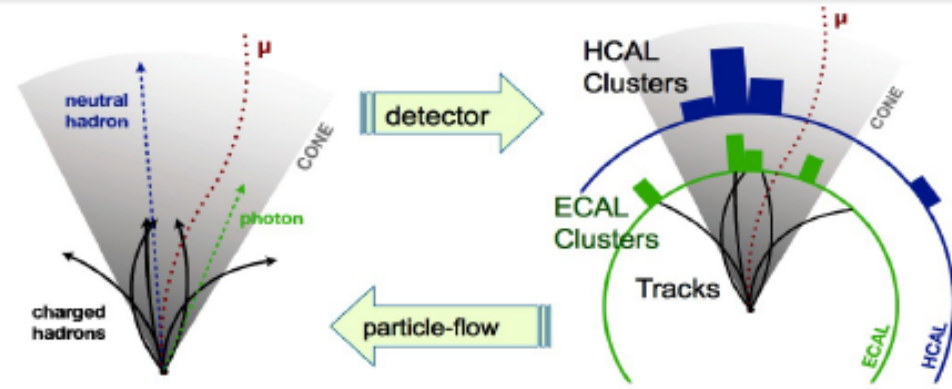 μ
neutral
hadron
CONE
photon
charged
hadrons
detector
particle-flow
μ
HCAL
Clusters
CONE
ECAL
Clusters
Tracks
ECAL
HCAL